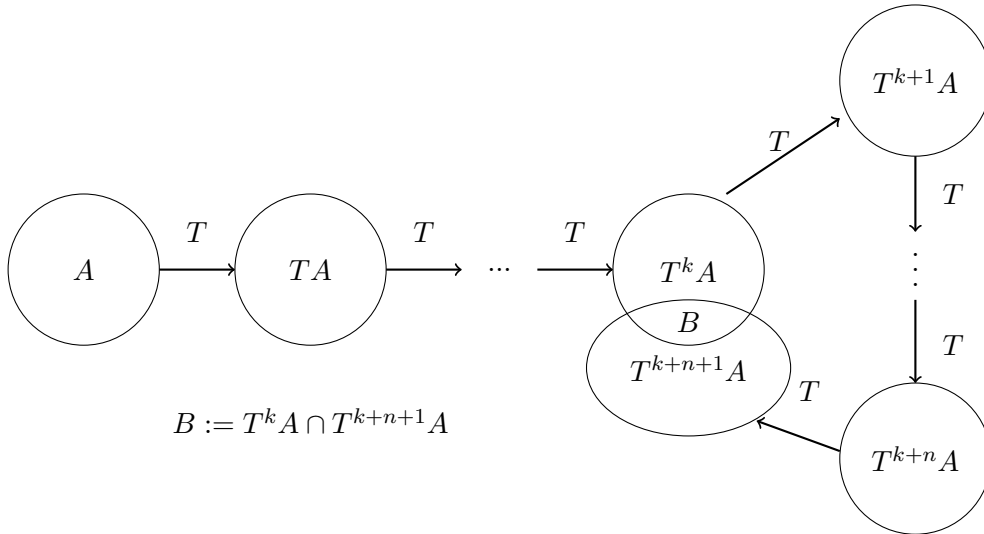 T^{k+1}A
T
T
T T T
A TA ... T^kA
⋮
B
T
T^{k+n+1}A
T
B := T^kA ∩ T^{k+n+1}A
T^{k+n}A